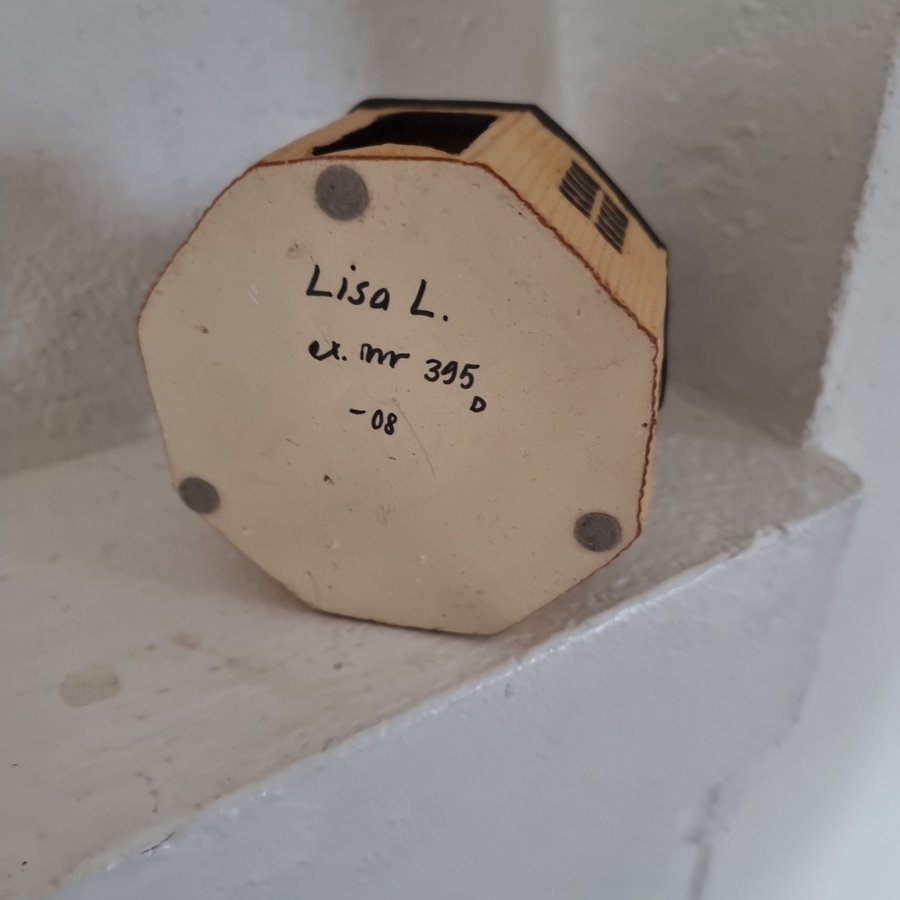 Lisa L.
ex. nr 395
D
-08